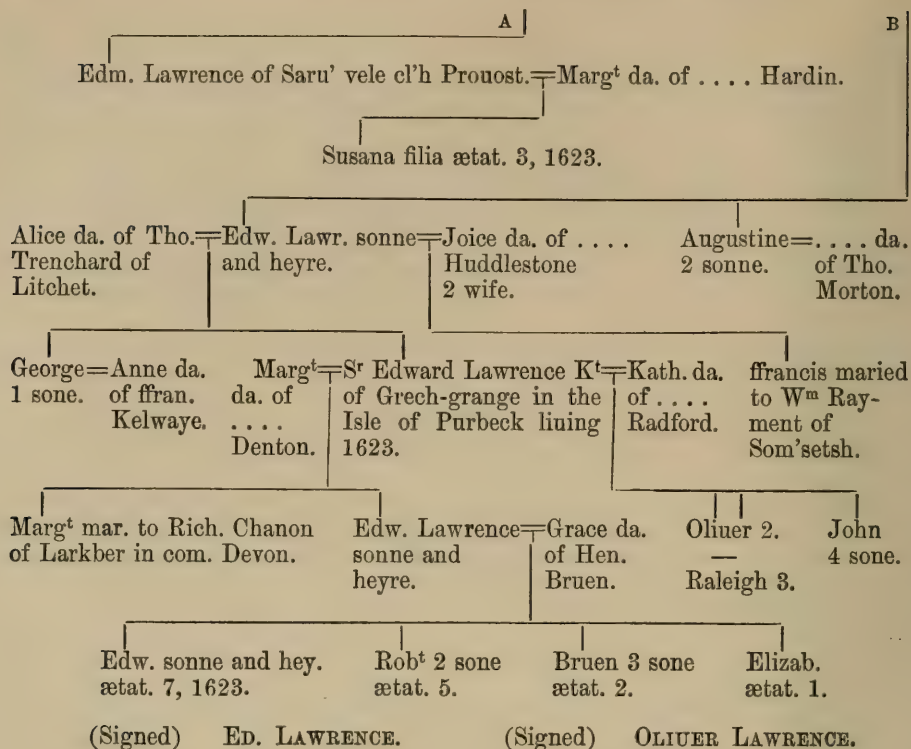 A B
Edm. Lawrence of Saru' vele cl'h Prouost.=Margᵗ da. of .... Hardin.
Susana filia ætat. 3, 1623.
Alice da. of Tho.
Trenchard of
Litchet.
=Edw. Lawr. sonne
and heyre.
=Joice da. of ....
Huddlestone
2 wife.
Augustine
2 sonne.
=.... da.
of Tho.
Morton.
George
1 sone.
=Anne da.
of ffran.
Kelwaye.
Margᵗ
da. of
....
Denton.
=Sʳ Edward Lawrence Kᵗ
of Grech-grange in the
Isle of Purbeck liuing
1623.
=Kath. da.
of ....
Radford.
ffrancis maried
to Wᵐ Ray-
ment of
Som'setsh.
Margᵗ mar. to Rich. Chanon
of Larkber in com. Devon.
Edw. Lawrence
sonne and
heyre.
=Grace da.
of Hen.
Bruen.
Oliuer 2.
—
Raleigh 3.
John
4 sone.
Edw. sonne and hey.
ætat. 7, 1623.
Robᵗ 2 sone
ætat. 5.
Bruen 3 sone
ætat. 2.
Elizab.
ætat. 1.
(Signed) ED. LAWRENCE. (Signed) OLIUER LAWRENCE.